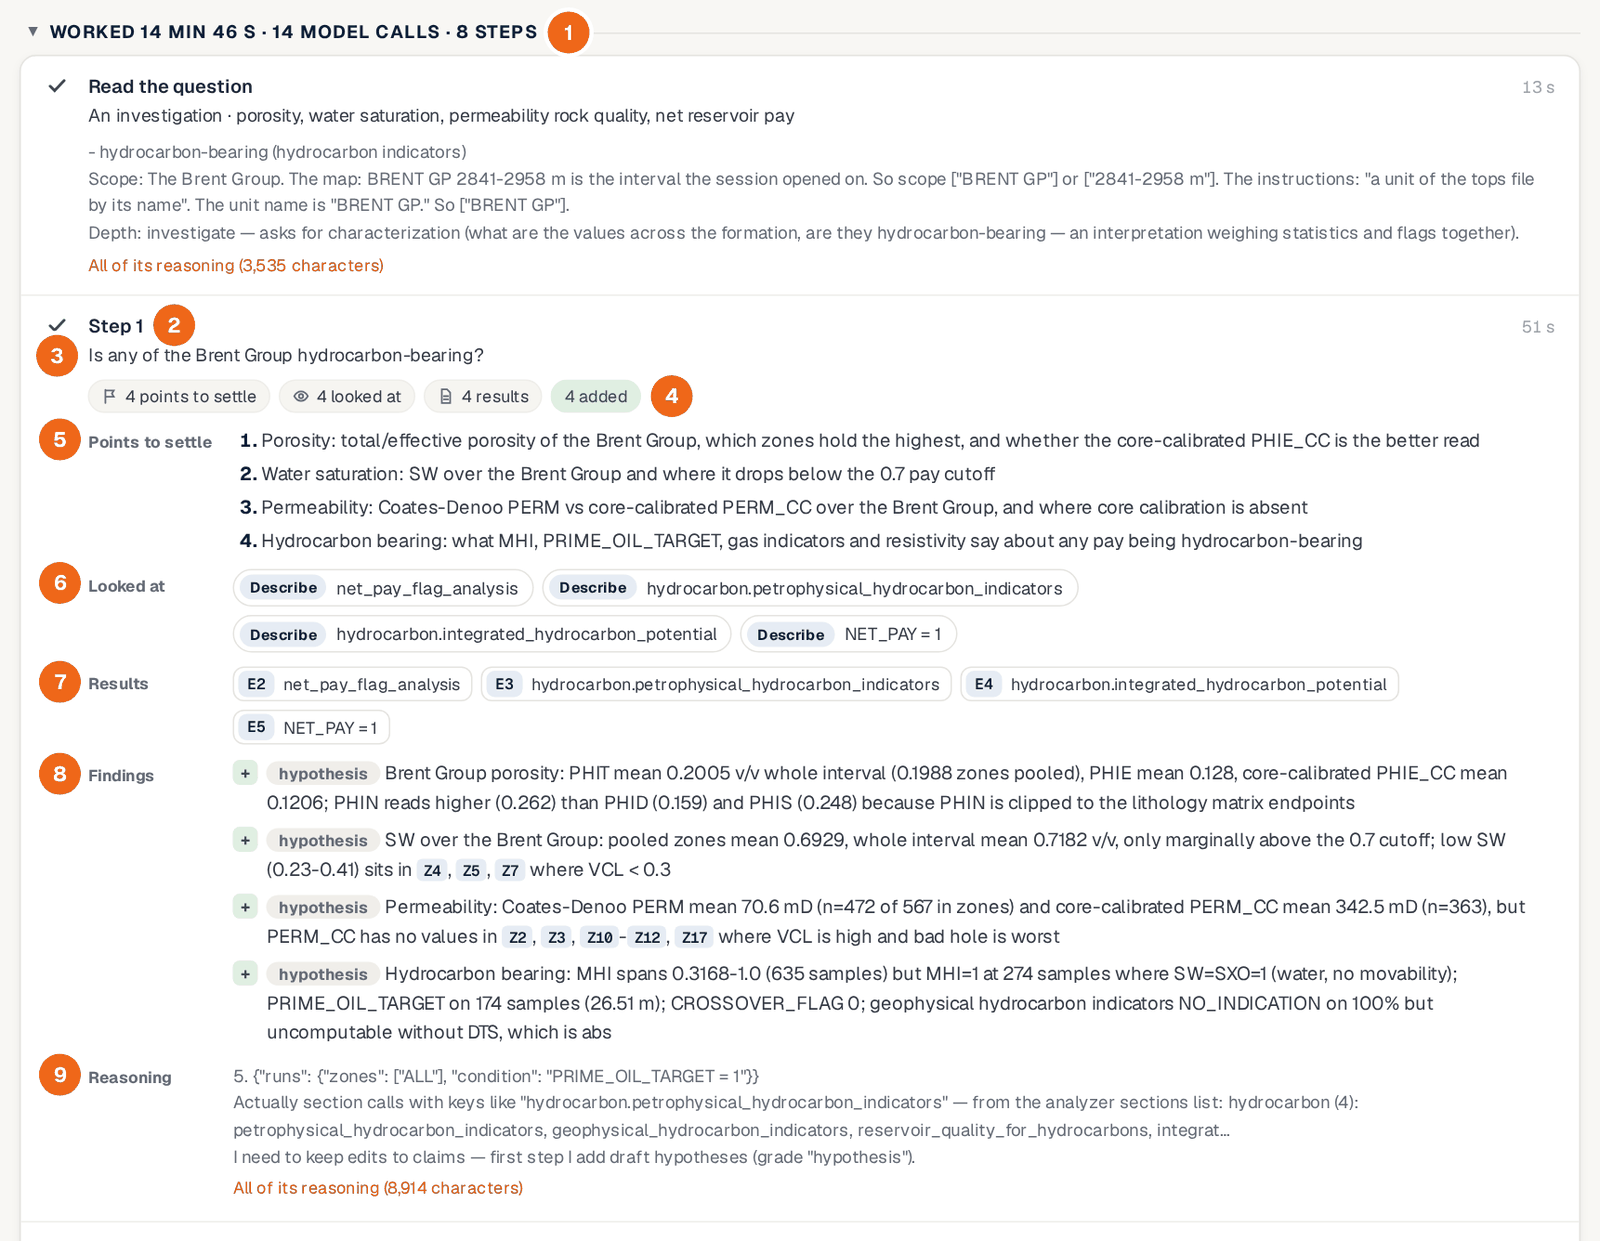 ▼ WORKED 14 MIN 46 S · 14 MODEL CALLS · 8 STEPS 1
Read the question 13 s
An investigation · porosity, water saturation, permeability rock quality, net reservoir pay
- hydrocarbon-bearing (hydrocarbon indicators)
Scope: The Brent Group. The map: BRENT GP 2841-2958 m is the interval the session opened on. So scope ["BRENT GP"] or ["2841-2958 m"]. The instructions: "a unit of the tops file
by its name". The unit name is "BRENT GP." So ["BRENT GP"].
Depth: investigate — asks for characterization (what are the values across the formation, are they hydrocarbon-bearing — an interpretation weighing statistics and flags together).
All of its reasoning (3,535 characters)
Step 1 2 51 s
3 Is any of the Brent Group hydrocarbon-bearing?
4 points to settle 4 looked at 4 results 4 added 4
5 Points to settle 1. Porosity: total/effective porosity of the Brent Group, which zones hold the highest, and whether the core-calibrated PHIE_CC is the better read
2. Water saturation: SW over the Brent Group and where it drops below the 0.7 pay cutoff
3. Permeability: Coates-Denoo PERM vs core-calibrated PERM_CC over the Brent Group, and where core calibration is absent
4. Hydrocarbon bearing: what MHI, PRIME_OIL_TARGET, gas indicators and resistivity say about any pay being hydrocarbon-bearing
6 Looked at Describe net_pay_flag_analysis Describe hydrocarbon.petrophysical_hydrocarbon_indicators
Describe hydrocarbon.integrated_hydrocarbon_potential Describe NET_PAY = 1
7 Results E2 net_pay_flag_analysis E3 hydrocarbon.petrophysical_hydrocarbon_indicators E4 hydrocarbon.integrated_hydrocarbon_potential
E5 NET_PAY = 1
8 Findings + hypothesis Brent Group porosity: PHIT mean 0.2005 v/v whole interval (0.1988 zones pooled), PHIE mean 0.128, core-calibrated PHIE_CC mean
0.1206; PHIN reads higher (0.262) than PHID (0.159) and PHIS (0.248) because PHIN is clipped to the lithology matrix endpoints
+ hypothesis SW over the Brent Group: pooled zones mean 0.6929, whole interval mean 0.7182 v/v, only marginally above the 0.7 cutoff; low SW
(0.23-0.41) sits in Z4, Z5, Z7 where VCL < 0.3
+ hypothesis Permeability: Coates-Denoo PERM mean 70.6 mD (n=472 of 567 in zones) and core-calibrated PERM_CC mean 342.5 mD (n=363), but
PERM_CC has no values in Z2, Z3, Z10-Z12, Z17 where VCL is high and bad hole is worst
+ hypothesis Hydrocarbon bearing: MHI spans 0.3168-1.0 (635 samples) but MHI=1 at 274 samples where SW=SXO=1 (water, no movability);
PRIME_OIL_TARGET on 174 samples (26.51 m); CROSSOVER_FLAG 0; geophysical hydrocarbon indicators NO_INDICATION on 100% but
uncomputable without DTS, which is abs
9 Reasoning 5. {"runs": {"zones": ["ALL"], "condition": "PRIME_OIL_TARGET = 1"}}
Actually section calls with keys like "hydrocarbon.petrophysical_hydrocarbon_indicators" — from the analyzer sections list: hydrocarbon (4):
petrophysical_hydrocarbon_indicators, geophysical_hydrocarbon_indicators, reservoir_quality_for_hydrocarbons, integrat…
I need to keep edits to claims — first step I add draft hypotheses (grade "hypothesis").
All of its reasoning (8,914 characters)